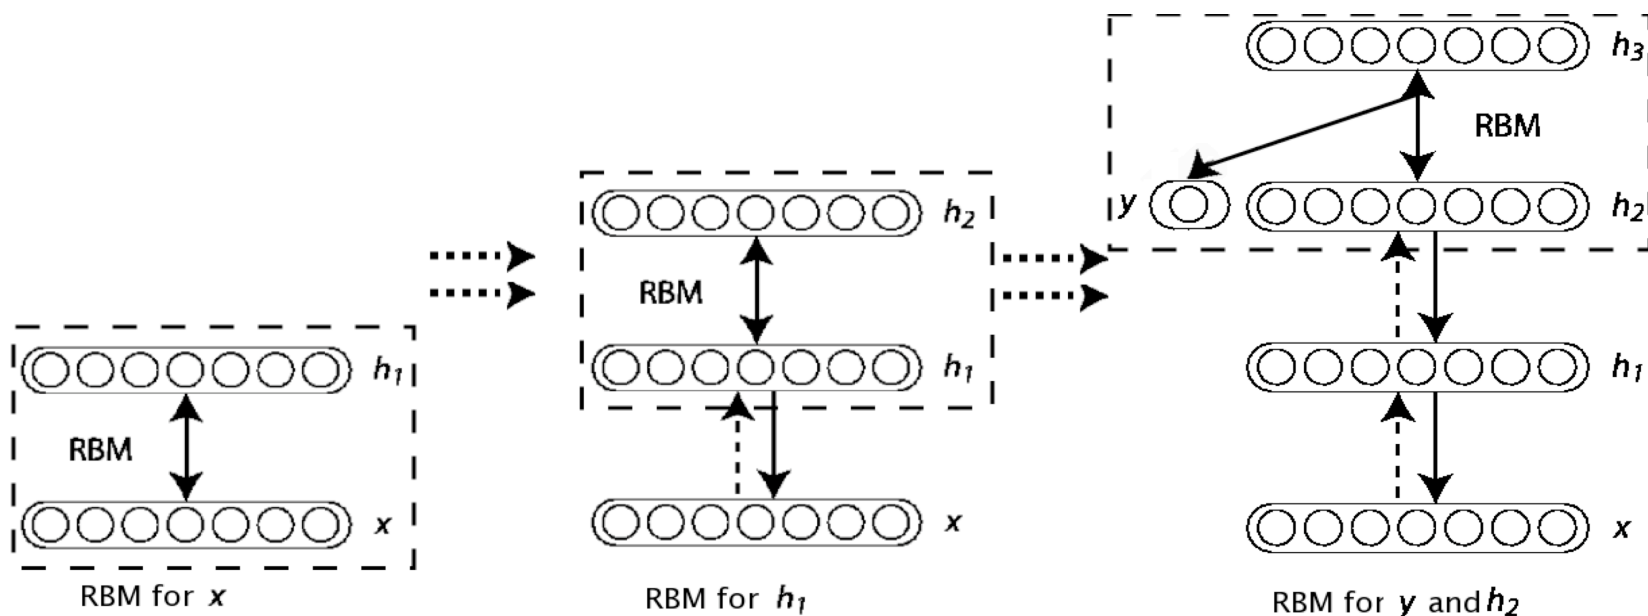 h1
RBM
x
RBM for x
h2
RBM
h1
x
RBM for h1
h3
RBM
y
h2
h1
x
RBM for y and h2